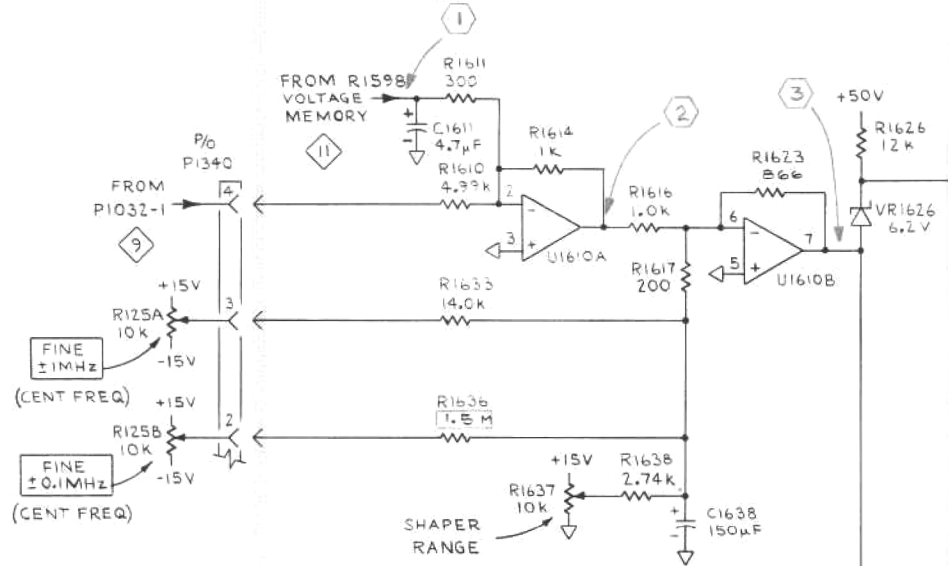 1
FROM R1598
VOLTAGE
MEMORY
11
R1611
300
+
-
C1611
4.7μF
2
3
+50V
R1626
12K
VR1626
6.2V
P/O
P1340
4
FROM
P1032-1
9
R1610
4.99K
R1614
1K
2
-
3
+
U1610A
R1616
1.0K
R1623
866
6
-
7
5
+
U1610B
R1617
200
+15V
R125A
10K
-15V
3
R1633
14.0K
FINE
±1MHz
(CENT FREQ)
+15V
R125B
10K
-15V
2
R1636
1.5 M
FINE
±0.1MHz
(CENT FREQ)
+15V
R1637
10K
R1638
2.74K
SHAPER
RANGE
+
-
C1638
150μF